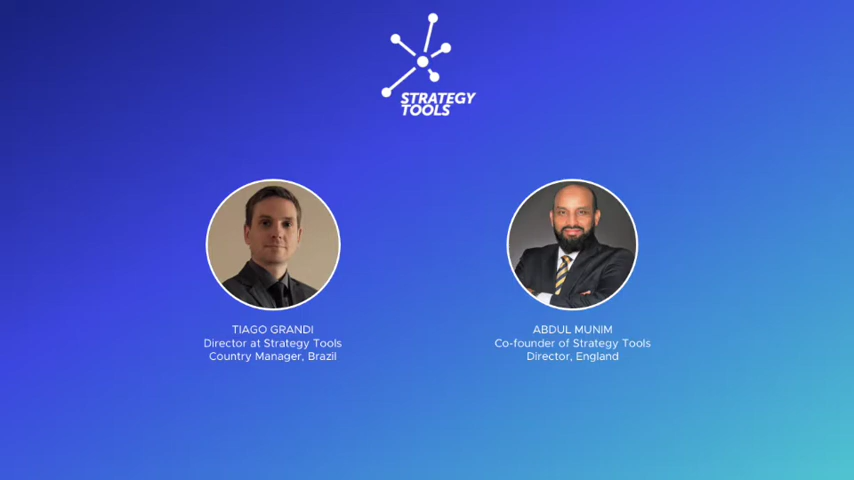 STRATEGY
TOOLS
TIAGO GRANDI
Director at Strategy Tools
Country Manager, Brazil
ABDUL MUNIM
Co-founder of Strategy Tools
Director, England